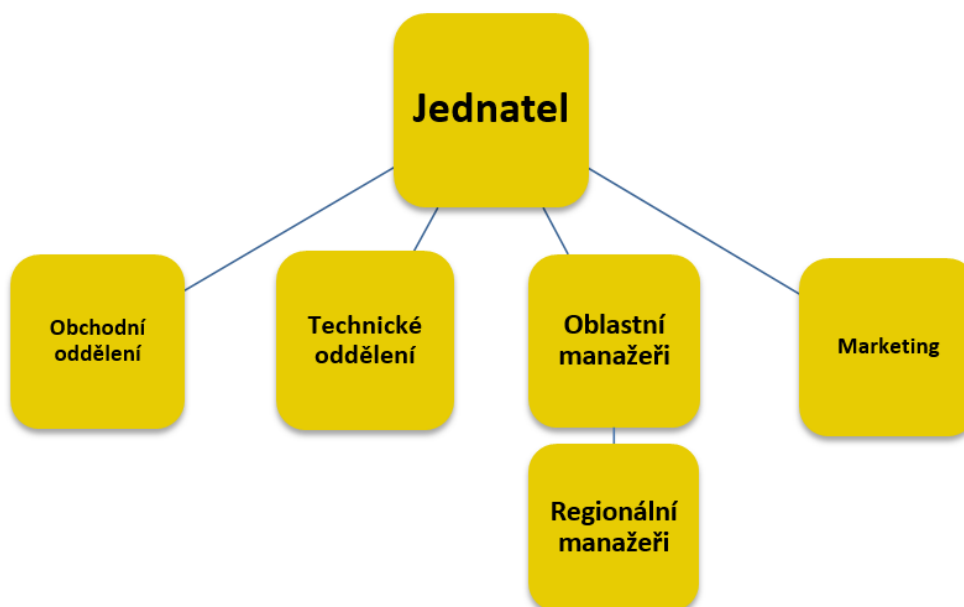 Jednatel
Obchodní
oddělení
Technické
oddělení
Oblastní
manažeři
Marketing
Regionální
manažeři